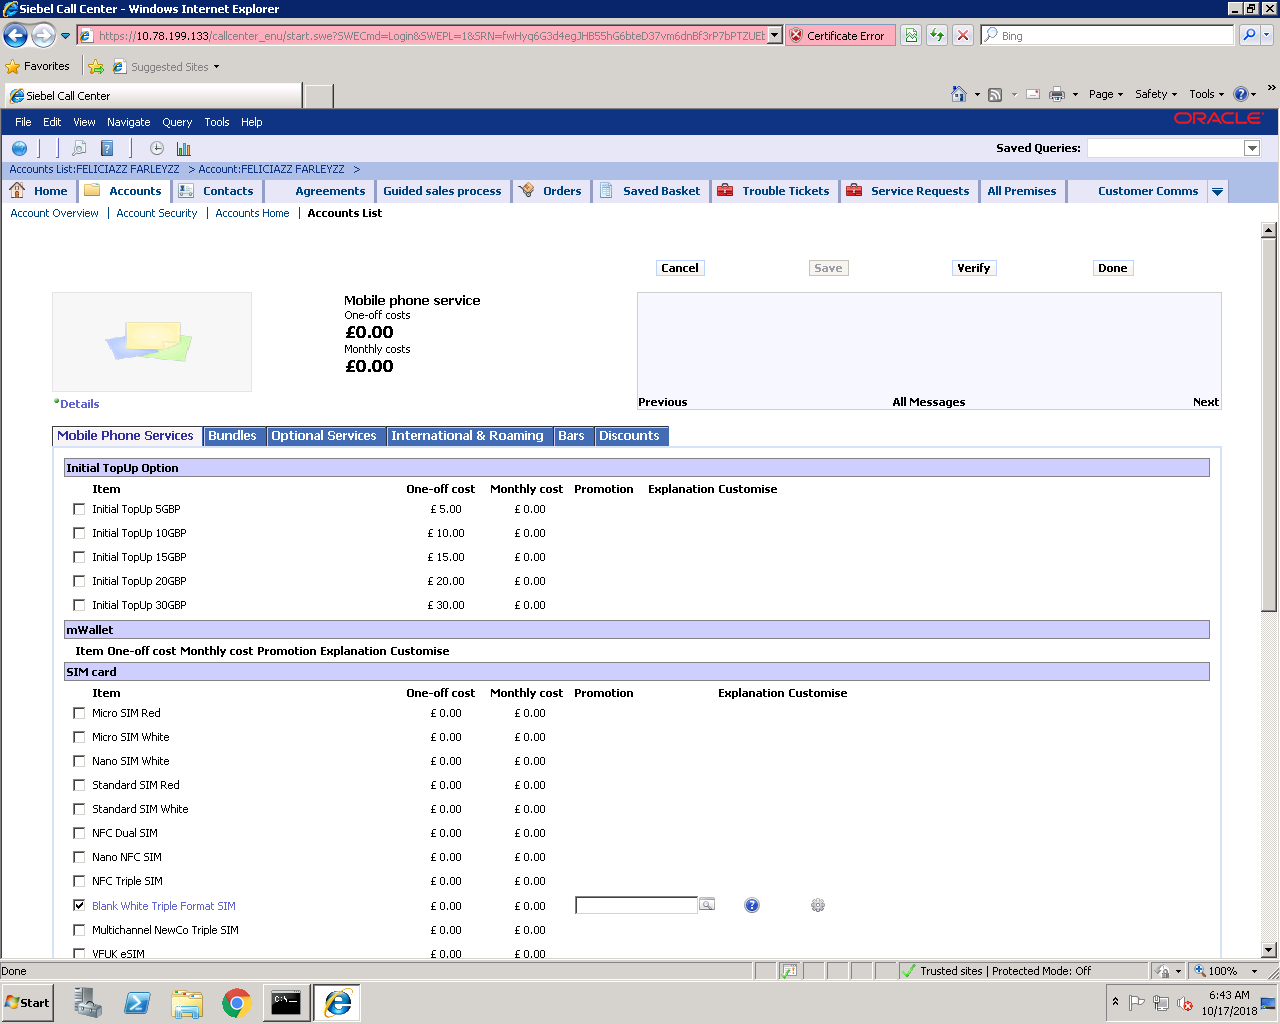 Siebel Call Center - Windows Internet Explorer
https://10.78.199.133/callcenter_enu/start.swe?SWECmd=Login&SWEPL=1&SRN=fwHyq6G3d4egJHB55hG6bteD37vm6dnBf3rP7bPTZUEb
Certificate Error
Bing
Favorites
Suggested Sites
Siebel Call Center
Page Safety Tools
File Edit View Navigate Query Tools Help
ORACLE
Saved Queries:
Accounts List:FELICIAZZ FARLEYZZ > Account:FELICIAZZ FARLEYZZ >
Home Accounts Contacts Agreements Guided sales process Orders Saved Basket Trouble Tickets Service Requests All Premises Customer Comms
Account Overview | Account Security | Accounts Home | Accounts List
Cancel Save Verify Done
Mobile phone service
One-off costs
£0.00
Monthly costs
£0.00
Details
Previous All Messages Next
Mobile Phone Services Bundles Optional Services International & Roaming Bars Discounts
Initial TopUp Option
Item One-off cost Monthly cost Promotion Explanation Customise
Initial TopUp 5GBP £ 5.00 £ 0.00
Initial TopUp 10GBP £ 10.00 £ 0.00
Initial TopUp 15GBP £ 15.00 £ 0.00
Initial TopUp 20GBP £ 20.00 £ 0.00
Initial TopUp 30GBP £ 30.00 £ 0.00
mWallet
Item One-off cost Monthly cost Promotion Explanation Customise
SIM card
Item One-off cost Monthly cost Promotion Explanation Customise
Micro SIM Red £ 0.00 £ 0.00
Micro SIM White £ 0.00 £ 0.00
Nano SIM White £ 0.00 £ 0.00
Standard SIM Red £ 0.00 £ 0.00
Standard SIM White £ 0.00 £ 0.00
NFC Dual SIM £ 0.00 £ 0.00
Nano NFC SIM £ 0.00 £ 0.00
NFC Triple SIM £ 0.00 £ 0.00
Blank White Triple Format SIM £ 0.00 £ 0.00
Multichannel NewCo Triple SIM £ 0.00 £ 0.00
VFUK eSIM £ 0.00 £ 0.00
Done
Trusted sites | Protected Mode: Off
100%
Start
6:43 AM
10/17/2018